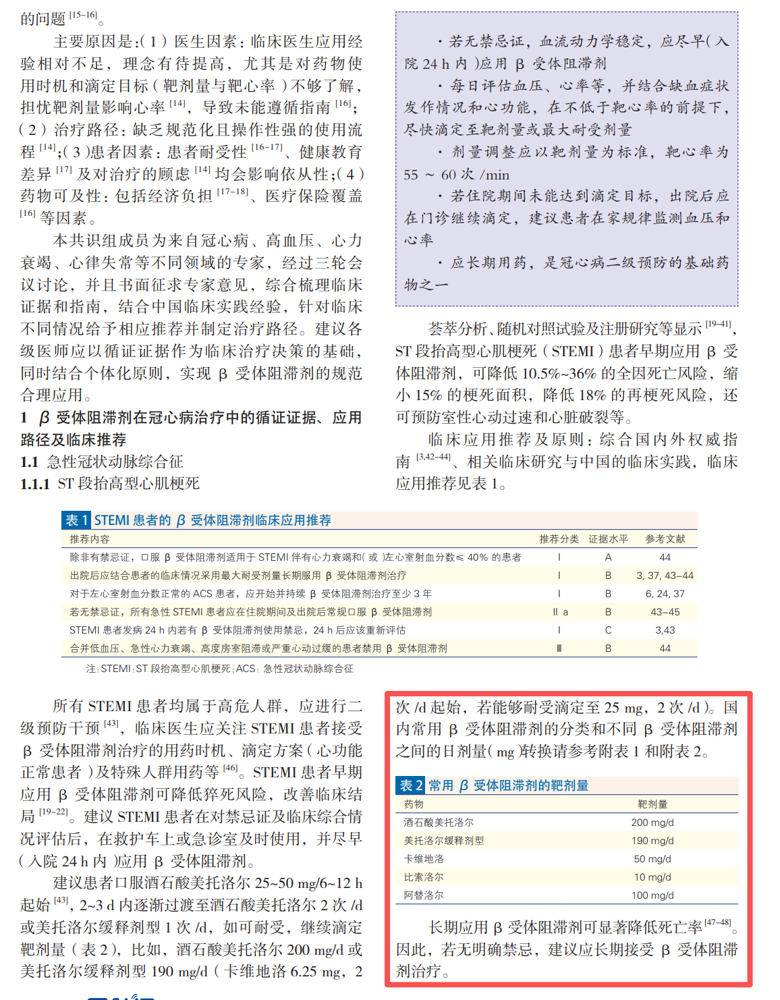 的问题[15-16]。
主要原因是:(1)医生因素:临床医生应用经
验相对不足，理念有待提高，尤其是对药物使
用时机和滴定目标(靶剂量与靶心率)不够了解，
担忧靶剂量影响心率[14]，导致未能遵循指南[16];
(2)治疗路径:缺乏规范化且操作性强的使用流
程[14];(3)患者因素:患者耐受性[16-17]、健康教育
差异[17]及对治疗的顾虑[14]均会影响依从性;(4)
药物可及性:包括经济负担[17-18]、医疗保险覆盖
[16]等因素。
本共识组成员为来自冠心病、高血压、心力
衰竭、心律失常等不同领域的专家，经过三轮会
议讨论，并且书面征求专家意见，综合梳理临床
证据和指南，结合中国临床实践经验，针对临床
不同情况给予相应推荐并制定治疗路径。建议各
级医师应以循证证据作为临床治疗决策的基础，
同时结合个体化原则，实现 β 受体阻滞剂的规范
合理应用。
1 β 受体阻滞剂在冠心病治疗中的循证证据、应用
路径及临床推荐
1.1 急性冠状动脉综合征
1.1.1 ST 段抬高型心肌梗死
·若无禁忌证，血流动力学稳定，应尽早(入
院 24 h 内)应用 β 受体阻滞剂
·每日评估血压、心率等，并结合缺血症状
发作情况和心功能，在不低于靶心率的前提下，
尽快滴定至靶剂量或最大耐受剂量
·剂量调整应以靶剂量为标准，靶心率为
55 ~ 60 次 /min
·若住院期间未能达到滴定目标，出院后应
在门诊继续滴定，建议患者在家规律监测血压和
心率
·应长期用药，是冠心病二级预防的基础药
物之一
荟萃分析、随机对照试验及注册研究等显示[19-41]，
ST 段抬高型心肌梗死(STEMI)患者早期应用 β 受
体阻滞剂，可降低 10.5%~36% 的全因死亡风险，缩
小 15% 的梗死面积，降低 18% 的再梗死风险，还
可预防室性心动过速和心脏破裂等。
临床应用推荐及原则:综合国内外权威指
南[3,42-44]、相关临床研究与中国的临床实践，临床
应用推荐见表 1。
表 1 STEMI 患者的 β 受体阻滞剂临床应用推荐
推荐内容 推荐分类 证据水平 参考文献
除非有禁忌证，口服 β 受体阻滞剂适用于 STEMI 伴有心力衰竭和(或)左心室射血分数≤ 40% 的患者 Ⅰ A 44
出院后应结合患者的临床情况采用最大耐受剂量长期服用 β 受体阻滞剂治疗 Ⅰ B 3, 37, 43-44
对于左心室射血分数正常的 ACS 患者，应开始并持续 β 受体阻滞剂治疗至少 3 年 Ⅰ B 6, 24, 37
若无禁忌证，所有急性 STEMI 患者应在住院期间及出院后常规口服 β 受体阻滞剂 Ⅱ a B 43-45
STEMI 患者发病 24 h 内若有 β 受体阻滞剂使用禁忌，24 h 后应该重新评估 Ⅰ C 3,43
合并低血压、急性心力衰竭、高度房室阻滞或严重心动过缓的患者禁用 β 受体阻滞剂 Ⅲ B 44
注:STEMI:ST 段抬高型心肌梗死;ACS: 急性冠状动脉综合征
所有 STEMI 患者均属于高危人群，应进行二
级预防干预[43]，临床医生应关注 STEMI 患者接受
β 受体阻滞剂治疗的用药时机、滴定方案(心功能
正常患者)及特殊人群用药等[46]。STEMI 患者早期
应用 β 受体阻滞剂可降低猝死风险，改善临床结
局[19-22]。建议 STEMI 患者在对禁忌证及临床综合情
况评估后，在救护车上或急诊室及时使用，并尽早
(入院 24 h 内)应用 β 受体阻滞剂。
建议患者口服酒石酸美托洛尔 25~50 mg/6~12 h
起始[43]，2~3 d 内逐渐过渡至酒石酸美托洛尔 2 次 /d
或美托洛尔缓释剂型 1 次 /d，如可耐受，继续滴定
靶剂量(表 2)，比如，酒石酸美托洛尔 200 mg/d 或
美托洛尔缓释剂型 190 mg/d(卡维地洛 6.25 mg，2
次 /d 起始，若能够耐受滴定至 25 mg，2 次 /d)。国
内常用 β 受体阻滞剂的分类和不同 β 受体阻滞剂
之间的日剂量(mg)转换请参考附表 1 和附表 2。
表 2 常用 β 受体阻滞剂的靶剂量
药物 靶剂量
酒石酸美托洛尔 200 mg/d
美托洛尔缓释剂型 190 mg/d
卡维地洛 50 mg/d
比索洛尔 10 mg/d
阿替洛尔 100 mg/d
长期应用 β 受体阻滞剂可显著降低死亡率[47-48]。
因此，若无明确禁忌，建议应长期接受 β 受体阻滞
剂治疗。